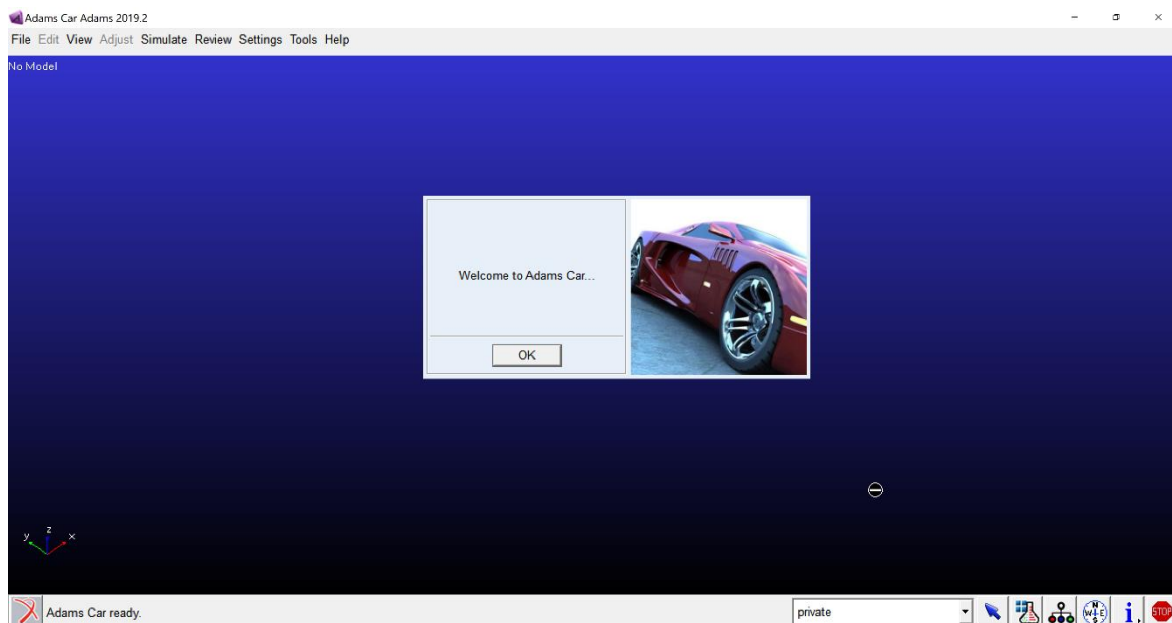 Adams Car Adams 2019.2
File Edit View Adjust Simulate Review Settings Tools Help
No Model
Welcome to Adams Car...
OK
y z x
Adams Car ready.
private
N
W E
S
i
STOP